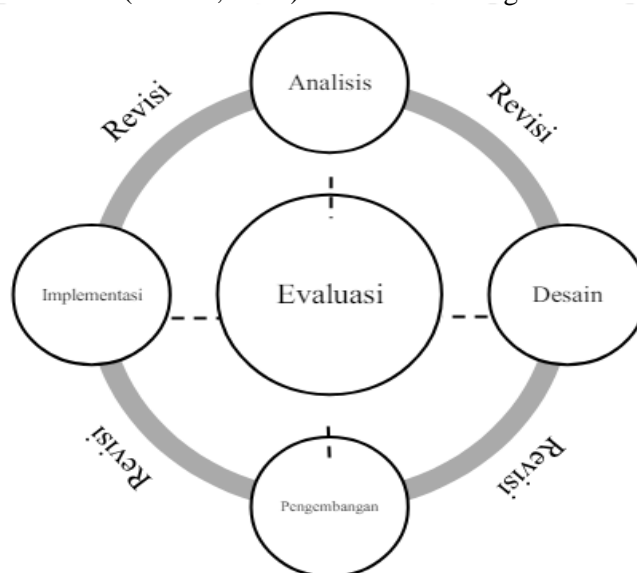 Analisis
Revisi
Revisi
Implementasi
Evaluasi
Desain
Revisi
Revisi
Pengembangan